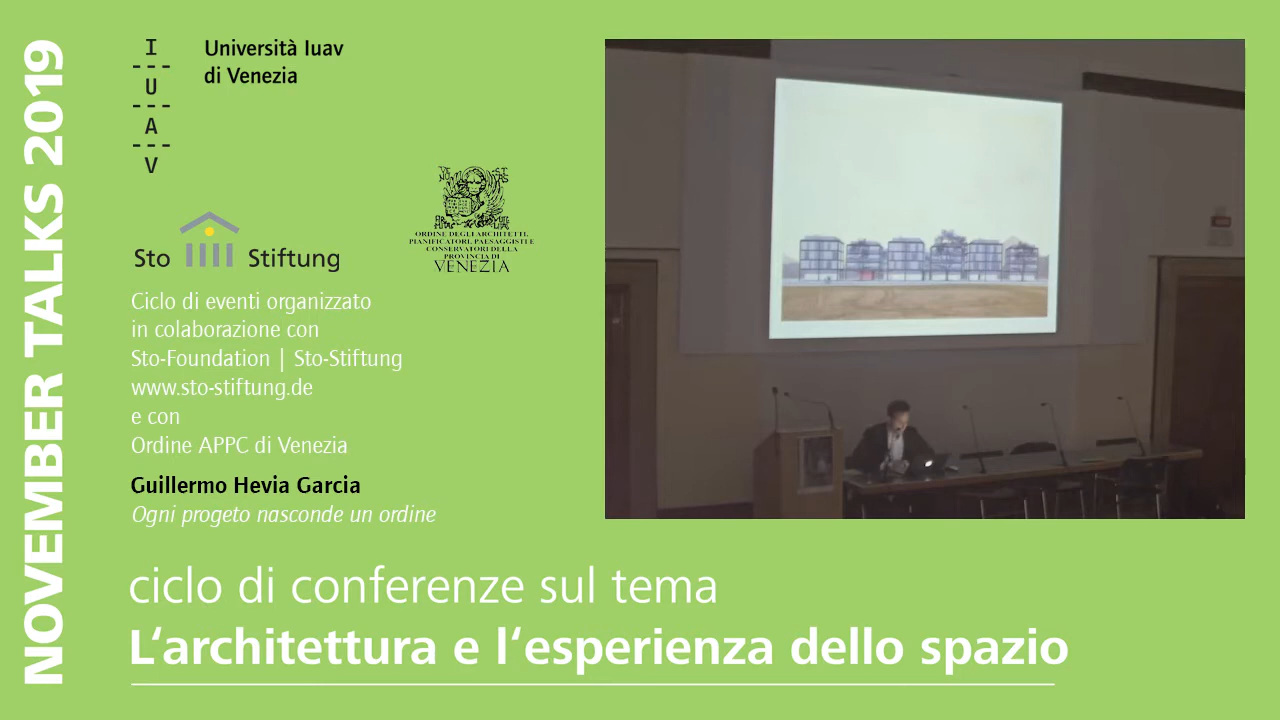 NOVEMBER TALKS 2019
I
U
A
V
Università Iuav
di Venezia
Sto Stiftung
ORDINE DEGLI ARCHITETTI,
PIANIFICATORI, PAESAGGISTI E
CONSERVATORI DELLA
PROVINCIA DI
VENEZIA
Ciclo di eventi organizzato
in colaborazione con
Sto-Foundation | Sto-Stiftung
www.sto-stiftung.de
e con
Ordine APPC di Venezia
Guillermo Hevia Garcia
Ogni progeto nasconde un ordine
ciclo di conferenze sul tema
L‘architettura e l‘esperienza dello spazio